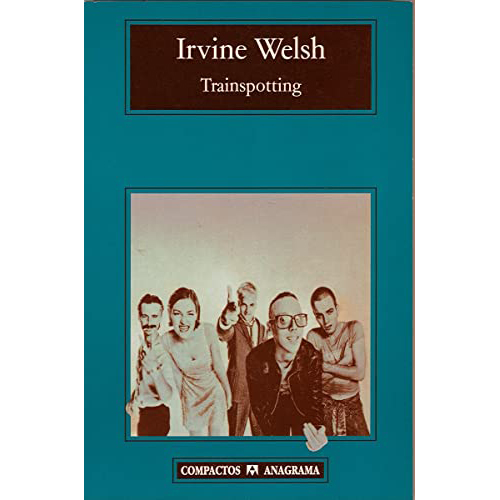 Irvine Welsh
Trainspotting
COMPACTOS ANAGRAMA